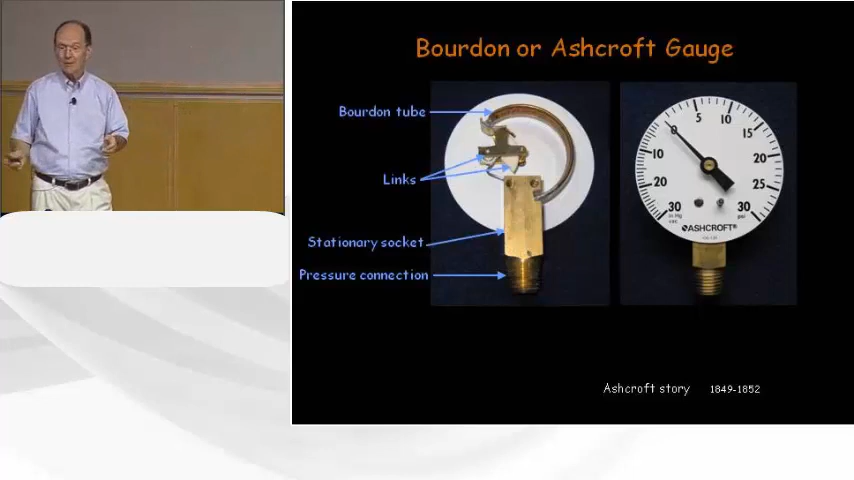 Bourdon or Ashcroft Gauge
Bourdon tube
Links
Stationary socket
Pressure connection
0
5
10
15
20
25
30
psi
10
20
30
in.Hg
vac
ASHCROFT®
Ashcroft story 1849-1852